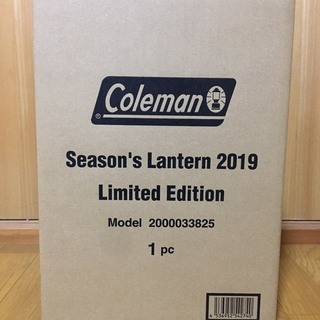 Coleman
Season's Lantern 2019
Limited Edition
Model 2000033825
1 pc